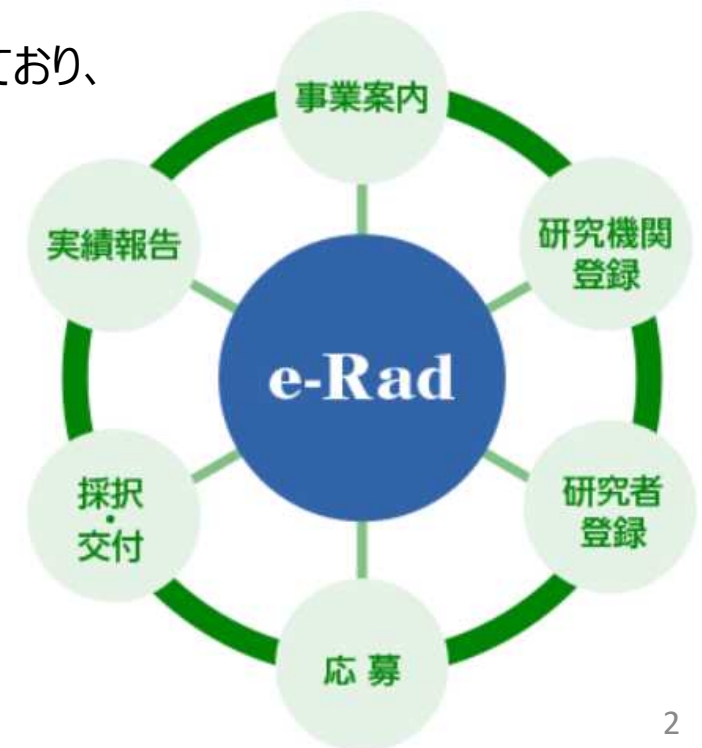 ており、
事業案内
研究機関
登録
研究者
登録
応募
採択
・
交付
実績報告
e-Rad
2